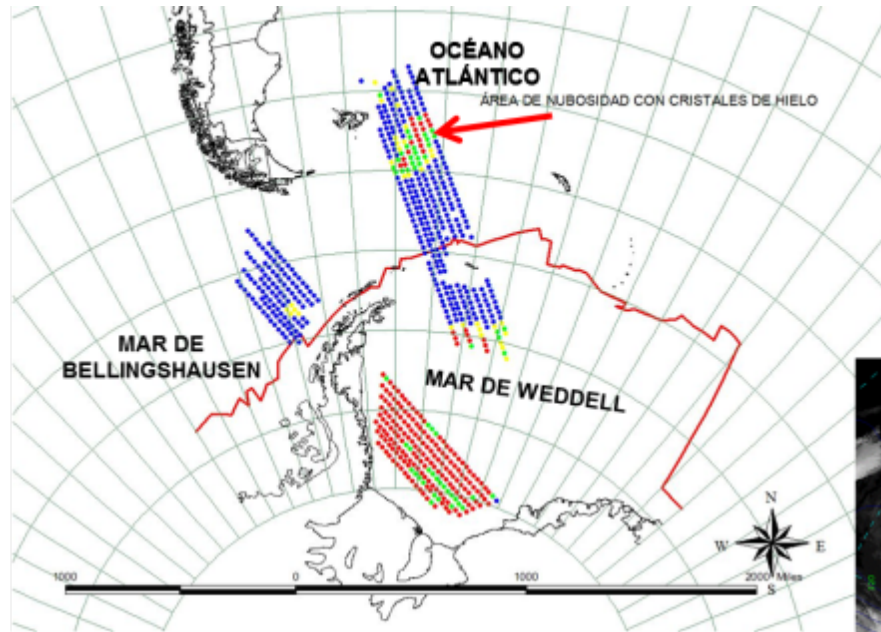 OCÉANO
ATLÁNTICO
ÁREA DE NUBOSIDAD CON CRISTALES DE HIELO
MAR DE
BELLINGSHAUSEN
MAR DE WEDDELL
N
W E
S
1000 0 1000 2000 Miles